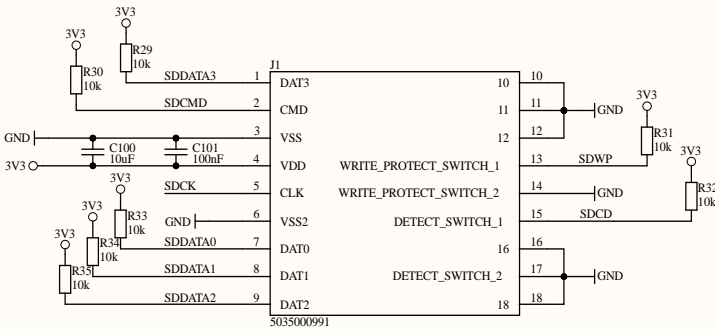 3V3
3V3
R29
10k
R30
10k
SDDATA3
SDCMD
GND
C100
10uF
C101
100nF
3V3
SDCK
3V3
GND
R33
10k
3V3
SDDATA0
R34
10k
3V3
SDDATA1
R35
10k
SDDATA2
J1
1 DAT3
2 CMD
3 VSS
4 VDD
5 CLK
6 VSS2
7 DAT0
8 DAT1
9 DAT2
10 10
11 11
12 12
WRITE_PROTECT_SWITCH_1 13
WRITE_PROTECT_SWITCH_2 14
DETECT_SWITCH_1 15
16 16
DETECT_SWITCH_2 17
18 18
5035000991
GND
3V3
R31
10k
SDWP
GND
3V3
R32
10k
SDCD
GND